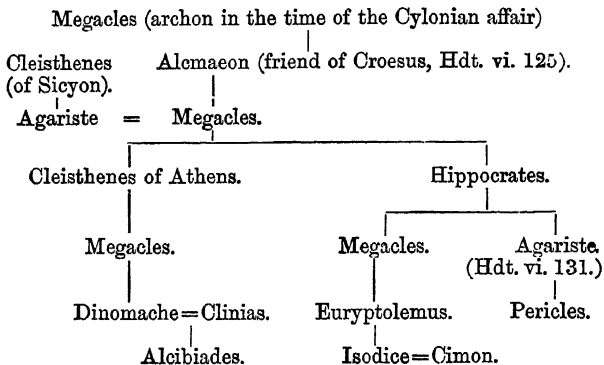 Megacles (archon in the time of the Cylonian affair)
Cleisthenes
(of Sicyon).
Alcmaeon (friend of Croesus, Hdt. vi. 125).
Agariste = Megacles.
Cleisthenes of Athens. Hippocrates.
Megacles. Megacles. Agariste.
(Hdt. vi. 131.)
Dinomache=Clinias. Euryptolemus. Pericles.
Alcibiades. Isodice=Cimon.